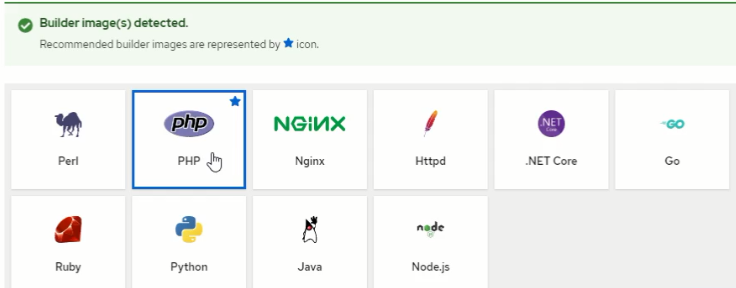 Builder image(s) detected.
Recommended builder images are represented by icon.
php NGINX .NET Core GO
Perl PHP Nginx Httpd .NET Core Go
node
Ruby Python Java Node.js